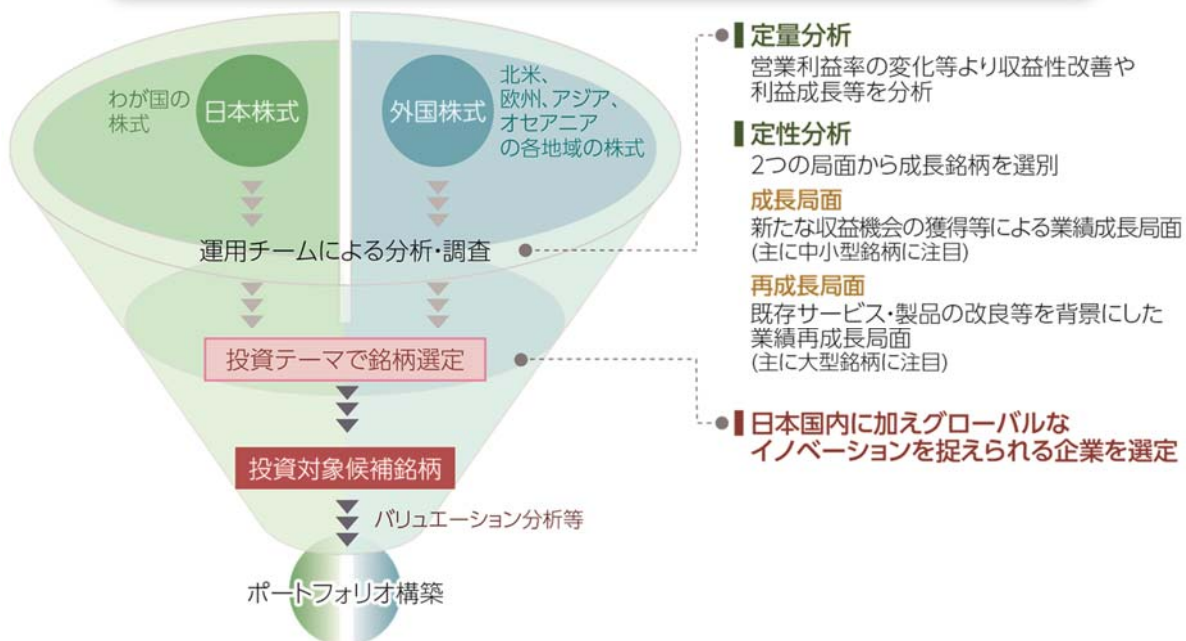 わが国の
株式
日本株式
外国株式
北米、
欧州、アジア、
オセアニア
の各地域の株式
運用チームによる分析・調査
投資テーマで銘柄選定
投資対象候補銘柄
バリュエーション分析等
ポートフォリオ構築
定量分析
営業利益率の変化等より収益性改善や
利益成長等を分析
定性分析
2つの局面から成長銘柄を選別
成長局面
新たな収益機会の獲得等による業績成長局面
(主に中小型銘柄に注目)
再成長局面
既存サービス・製品の改良等を背景にした
業績再成長局面
(主に大型銘柄に注目)
日本国内に加えグローバルな
イノベーションを捉えられる企業を選定